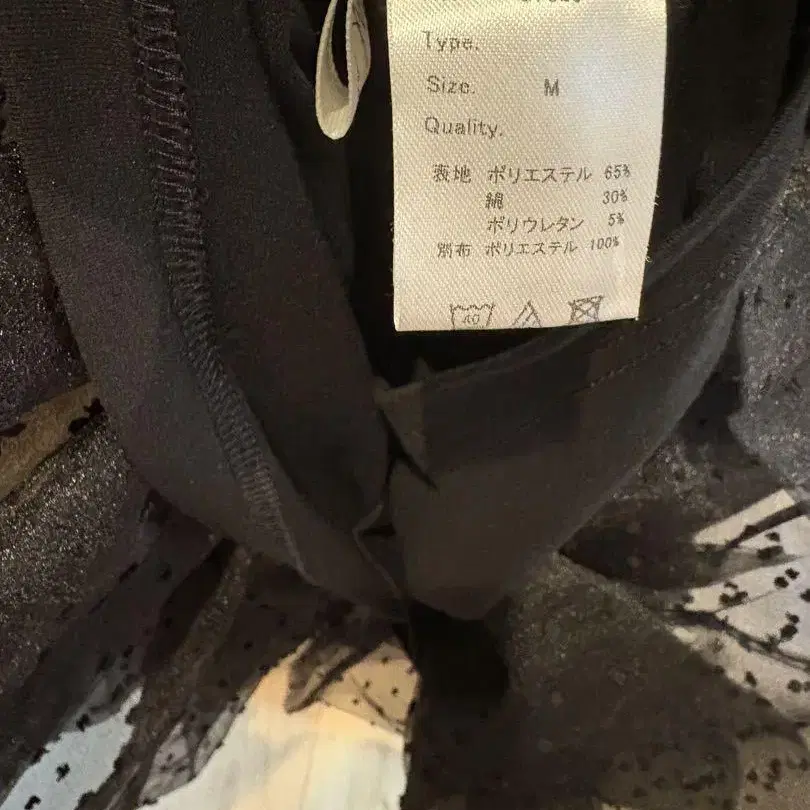 Type.
Size. M
Quality.
表地 ポリエステル 65%
綿 30%
ポリウレタン 5%
別布 ポリエステル 100%
40